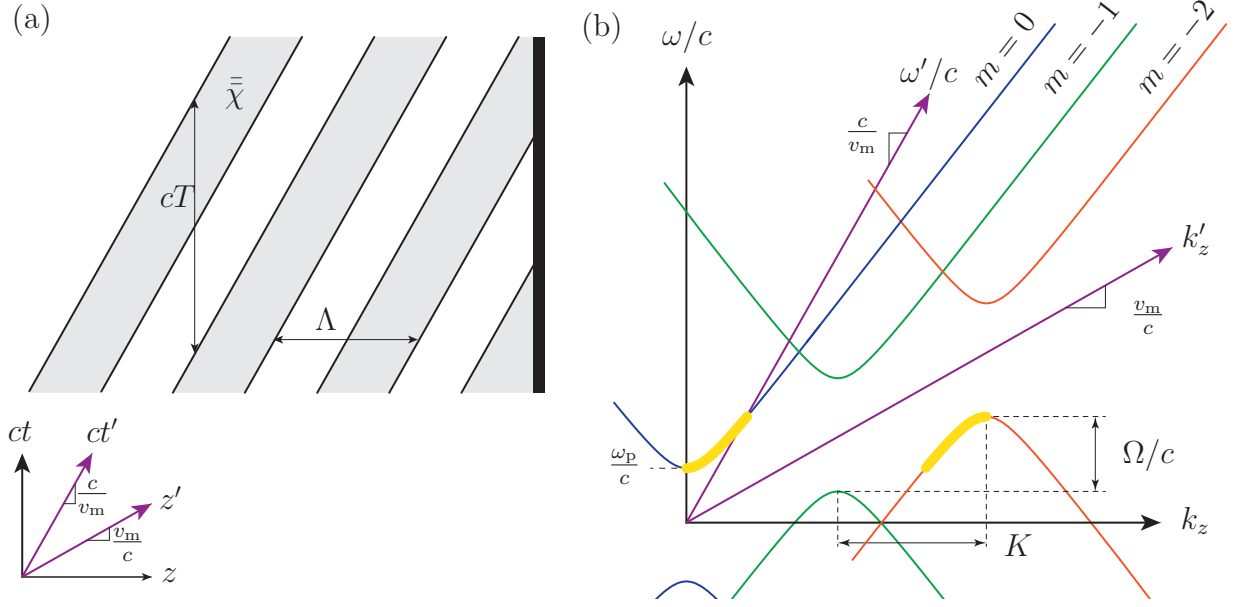 (a)
χ̿
cT
Λ
ct
ct′
c/v_m
z′
v_m/c
z
(b)
ω/c
ω′/c
m = 0
m = −1
m = −2
c/v_m
k′_z
v_m/c
ω_p/c
Ω/c
K
k_z